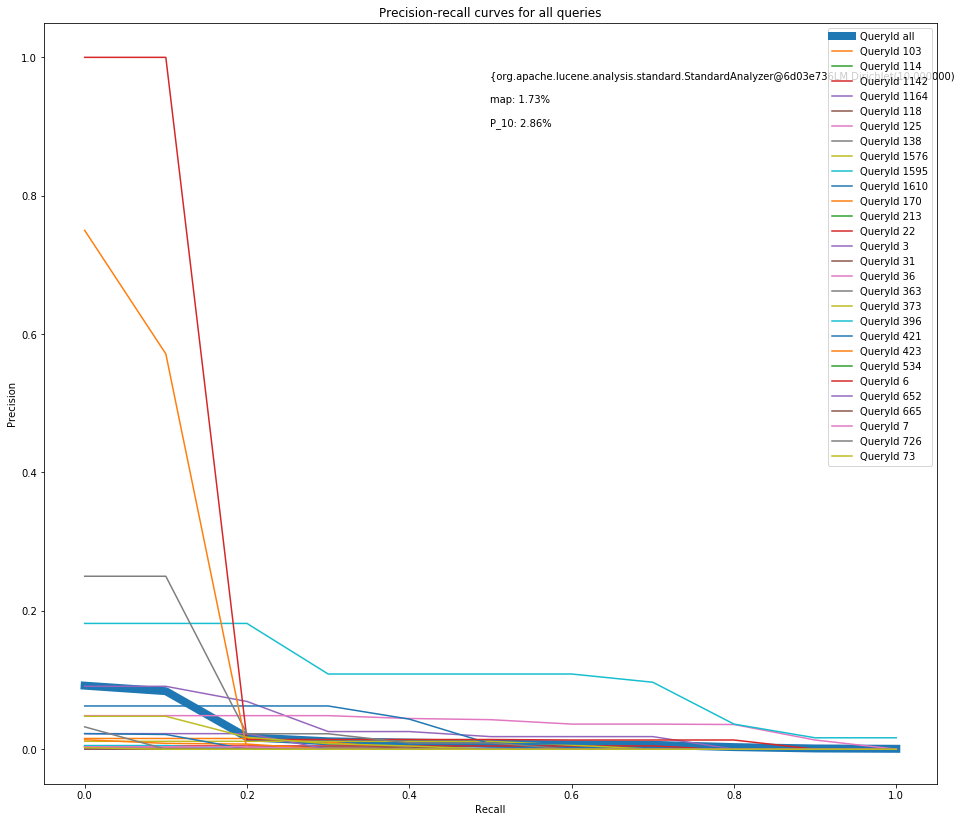 Precision-recall curves for all queries
1.0
0.8
0.6
0.4
0.2
0.0
Precision
0.0
0.2
0.4
0.6
0.8
1.0
Recall
{org.apache.lucene.analysis.standard.StandardAnalyzer@6d03e736LM Dirichlet(10.000000)
map: 1.73%
P_10: 2.86%
QueryId all
QueryId 103
QueryId 114
QueryId 1142
QueryId 1164
QueryId 118
QueryId 125
QueryId 138
QueryId 1576
QueryId 1595
QueryId 1610
QueryId 170
QueryId 213
QueryId 22
QueryId 3
QueryId 31
QueryId 36
QueryId 363
QueryId 373
QueryId 396
QueryId 421
QueryId 423
QueryId 534
QueryId 6
QueryId 652
QueryId 665
QueryId 7
QueryId 726
QueryId 73